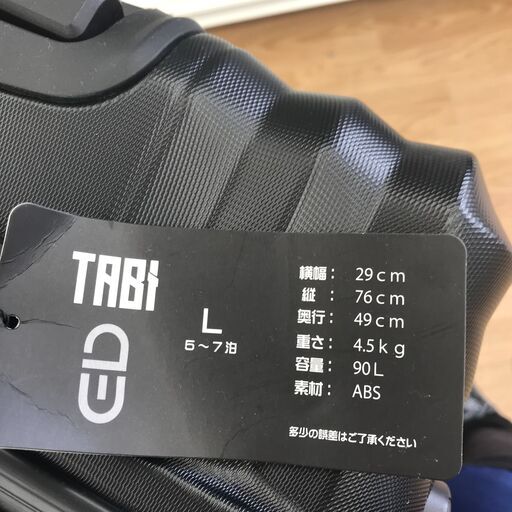 TABI
L
5～7泊
横幅： 29cm
縦： 76cm
奥行： 49cm
重さ： 4.5kg
容量： 90L
素材： ABS
多少の誤差はご了承ください